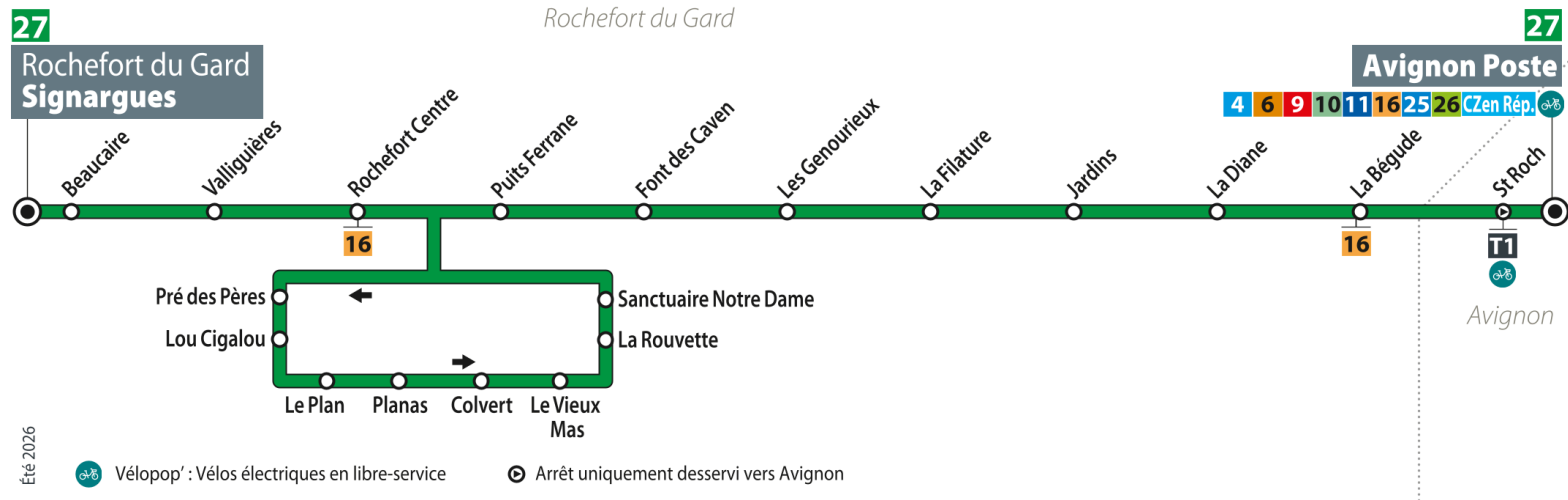 Rochefort du Gard
27
27
Rochefort du Gard
Signargues
Avignon Poste
4 6 9 10 11 16 25 26 CZen Rép.
Beaucaire
Valliguières
Rochefort Centre
Puits Ferrane
Font des Caven
Les Genourieux
La Filature
Jardins
La Diane
La Bégude
St Roch
16
16
T1
Pré des Pères
Sanctuaire Notre Dame
Avignon
Lou Cigalou
La Rouvette
Le Plan
Planas
Colvert
Le Vieux
Mas
Été 2026
Vélopop' : Vélos électriques en libre-service
Arrêt uniquement desservi vers Avignon